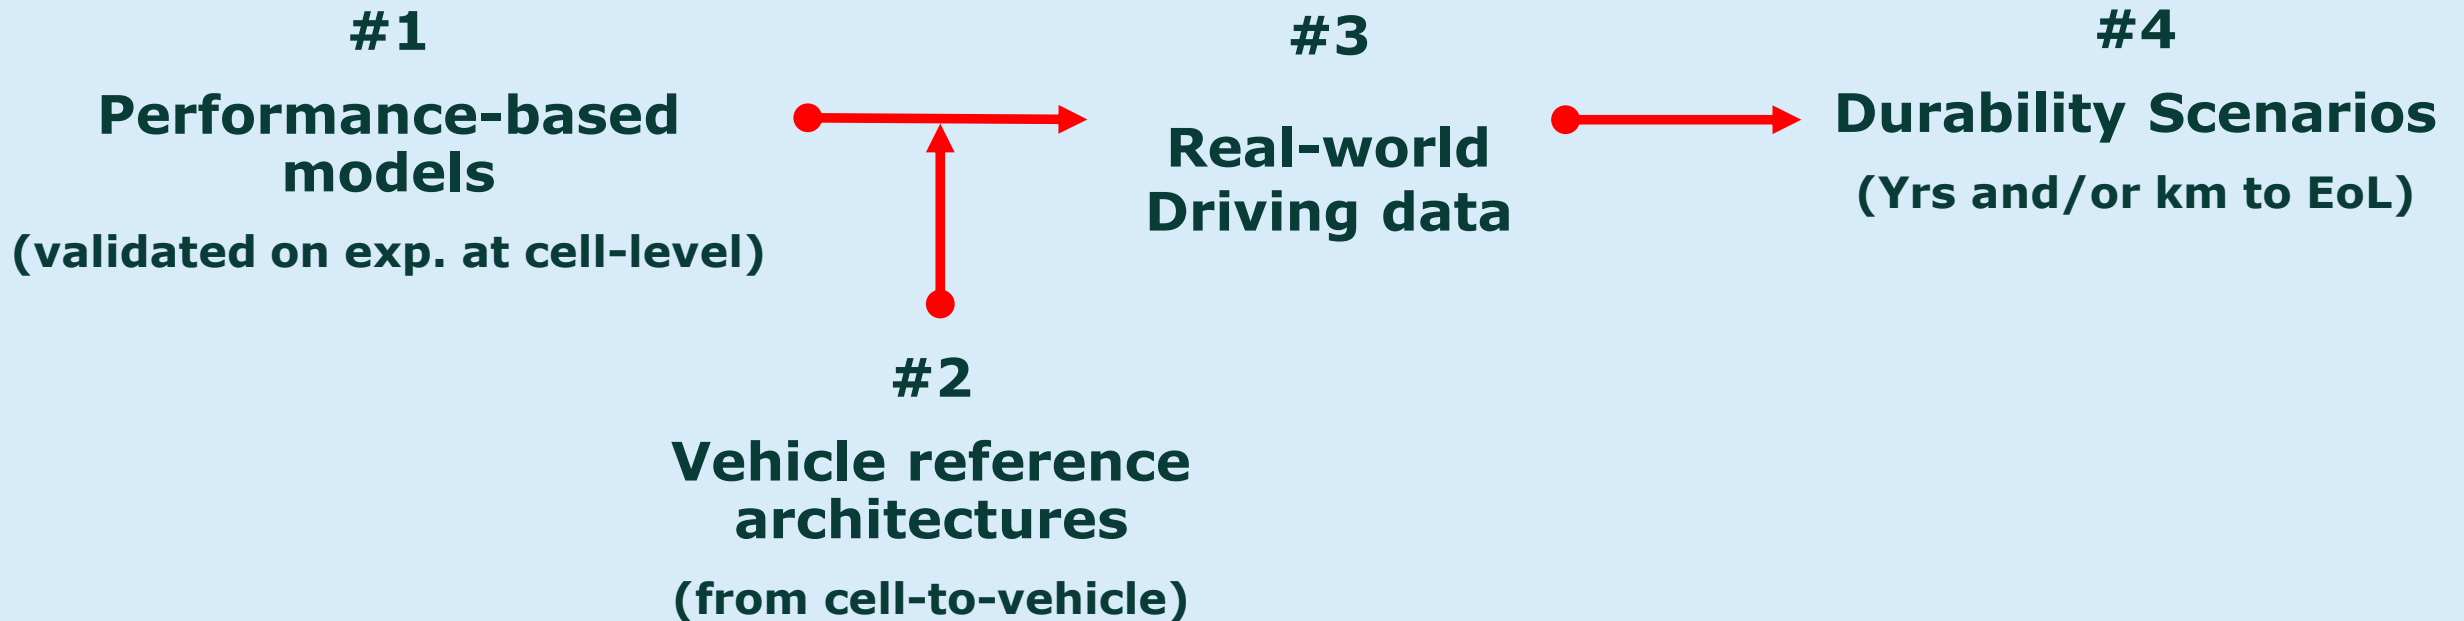 #1
Performance-based
models
(validated on exp. at cell-level)
#2
Vehicle reference
architectures
(from cell-to-vehicle)
#3
Real-world
Driving data
#4
Durability Scenarios
(Yrs and/or km to EoL)